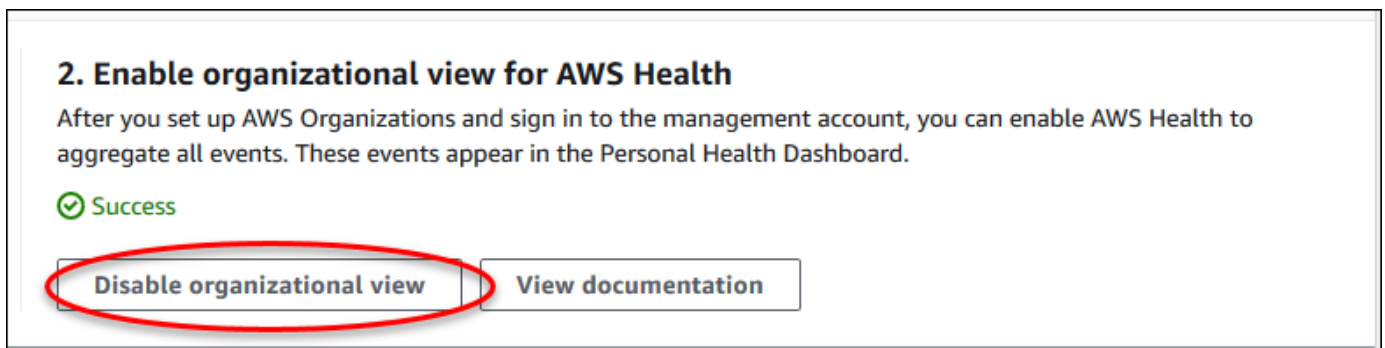 2. Enable organizational view for AWS Health
After you set up AWS Organizations and sign in to the management account, you can enable AWS Health to
aggregate all events. These events appear in the Personal Health Dashboard.
Success
Disable organizational view
View documentation